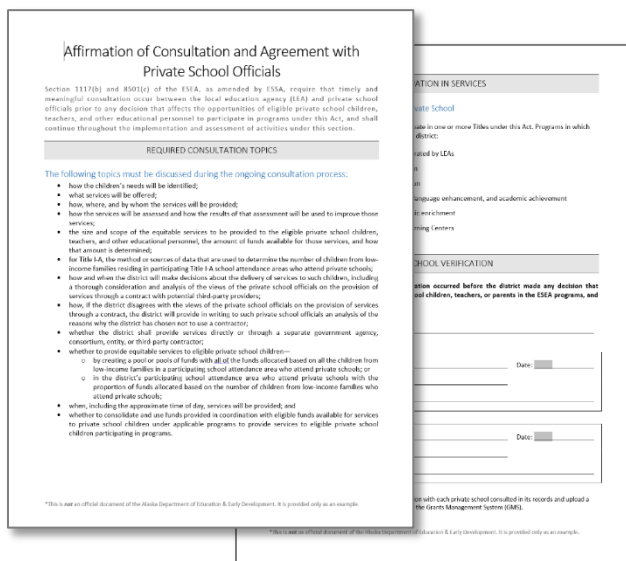 Affirmation of Consultation and Agreement with
Private School Officials
Section 1117(b) and 8501(c) of the ESEA, as amended by ESSA, require that timely and
meaningful consultation occur between the local education agency (LEA) and private school
officials prior to any decision that affects the opportunities of eligible private school children,
teachers, and other educational personnel to participate in programs under this Act, and shall
continue throughout the implementation and assessment of activities under this section.
REQUIRED CONSULTATION TOPICS
The following topics must be discussed during the ongoing consultation process:
• how the children's needs will be identified;
• what services will be offered;
• how, where, and by whom the services will be provided;
• how the services will be assessed and how the results of that assessment will be used to improve those
services;
• the size and scope of the equitable services to be provided to the eligible private school children,
teachers, and other educational personnel, the amount of funds available for those services, and how
that amount is determined;
• for Title I-A, the method or sources of data that are used to determine the number of children from low-
income families residing in participating Title I-A school attendance areas who attend private schools;
• how and when the district will make decisions about the delivery of services to such children, including
a thorough consideration and analysis of the views of the private school officials on the provision of
services through a contract with potential third-party providers;
• how, if the district disagrees with the views of the private school officials on the provision of services
through a contract, the district will provide in writing to such private school officials an analysis of the
reasons why the district has chosen not to use a contractor;
• whether the district shall provide services directly or through a separate government agency,
consortium, entity, or third-party contractor;
• whether to provide equitable services to eligible private school children—
o by creating a pool or pools of funds with all of the funds allocated based on all the children from
low-income families in a participating school attendance area who attend private schools; or
o in the district's participating school attendance area who attend private schools with the
proportion of funds allocated based on the number of children from low-income families who
attend private schools;
• when, including the approximate time of day, services will be provided; and
• whether to consolidate and use funds provided in coordination with eligible funds available for services
to private school children under applicable programs to provide services to eligible private school
children participating in programs.
*This is not an official document of the Alaska Department of Education & Early Development. It is provided only as an example.
ATION IN SERVICES
vate School
ate in one or more Titles under this Act. Programs in which
district:
rated by LEAs
language enhancement, and academic achievement
ic enrichment
rning Centers
CHOOL VERIFICATION
ation occurred before the district made any decision that
ool children, teachers, or parents in the ESEA programs, and
Date:
Date:
on with each private school consulted in its records and upload a
the Grants Management System (GMS).
*This is not an official document of the Alaska Department of Education & Early Development. It is provided only as an example.